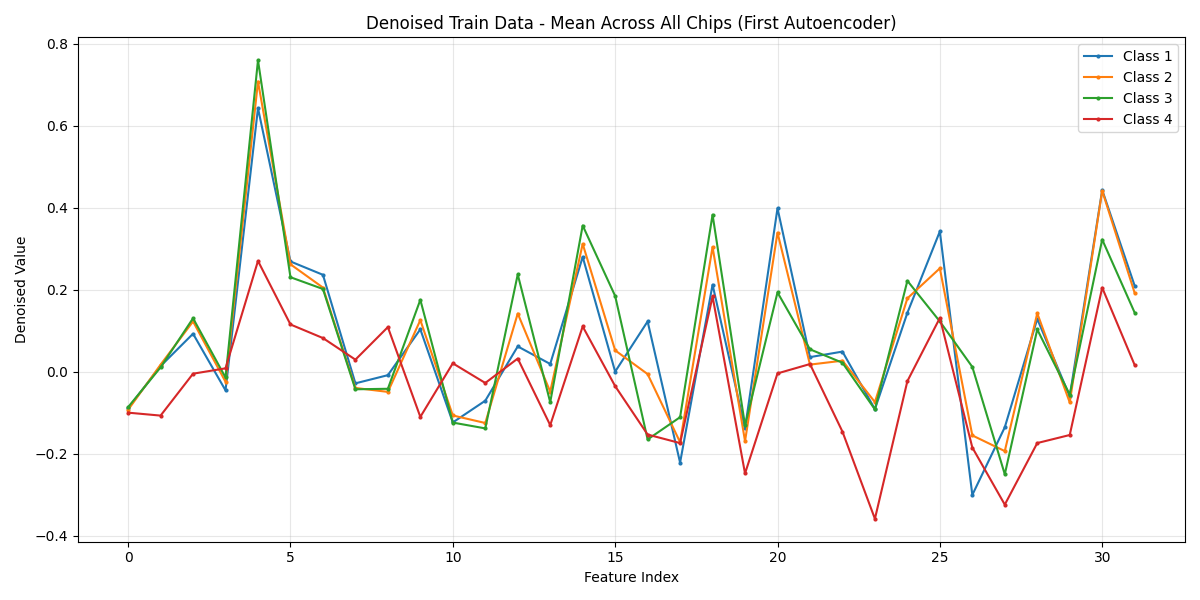 Denoised Train Data - Mean Across All Chips (First Autoencoder)
Denoised Value
0.8
0.6
0.4
0.2
0.0
−0.2
−0.4
Class 1
Class 2
Class 3
Class 4
0 5 10 15 20 25 30
Feature Index